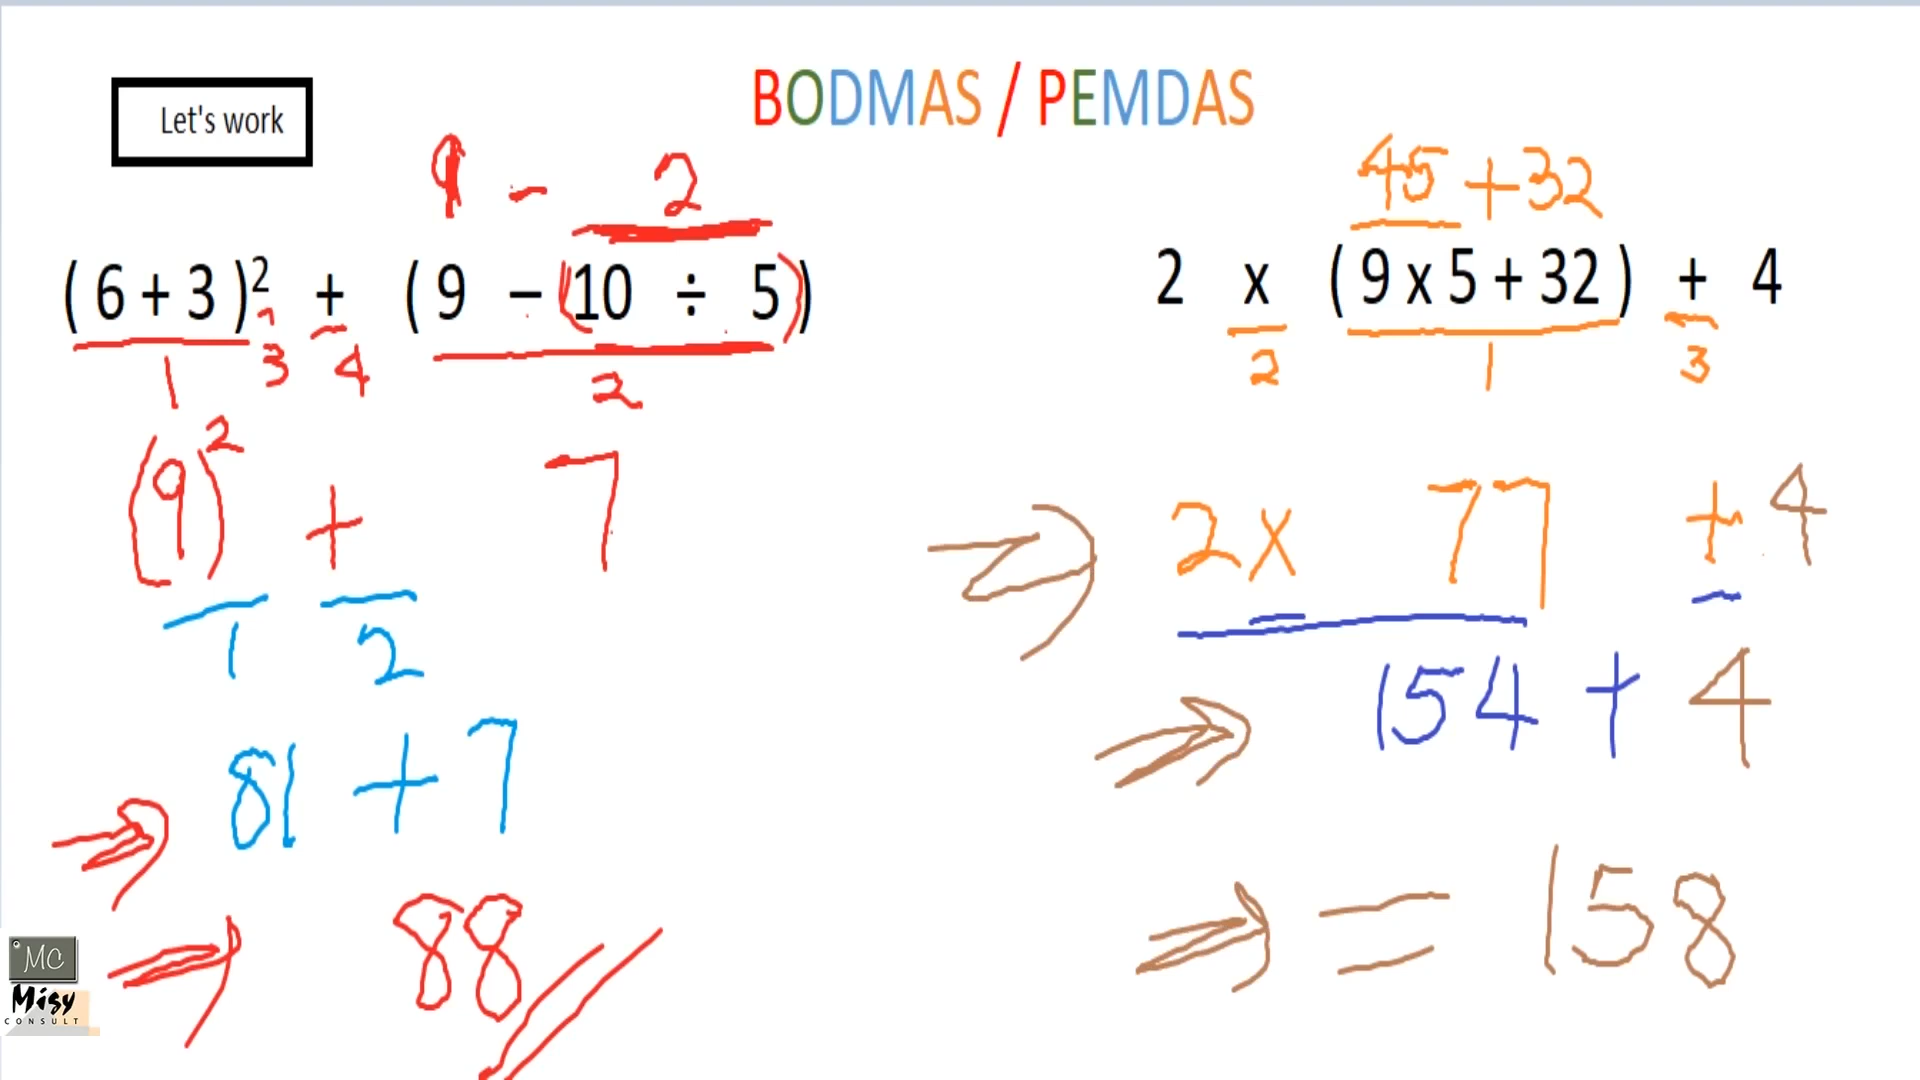 BODMAS / PEMDAS
Let's work
9 - 2
(6 + 3)² + (9 - (10 ÷ 5))
1 3 4 2
(9)² + 7
1 2
81 + 7
88
45 + 32
2 x (9 x 5 + 32) + 4
2 1 3
2 x 77 + 4
154 + 4
= 158
MC
Misy
CONSULT